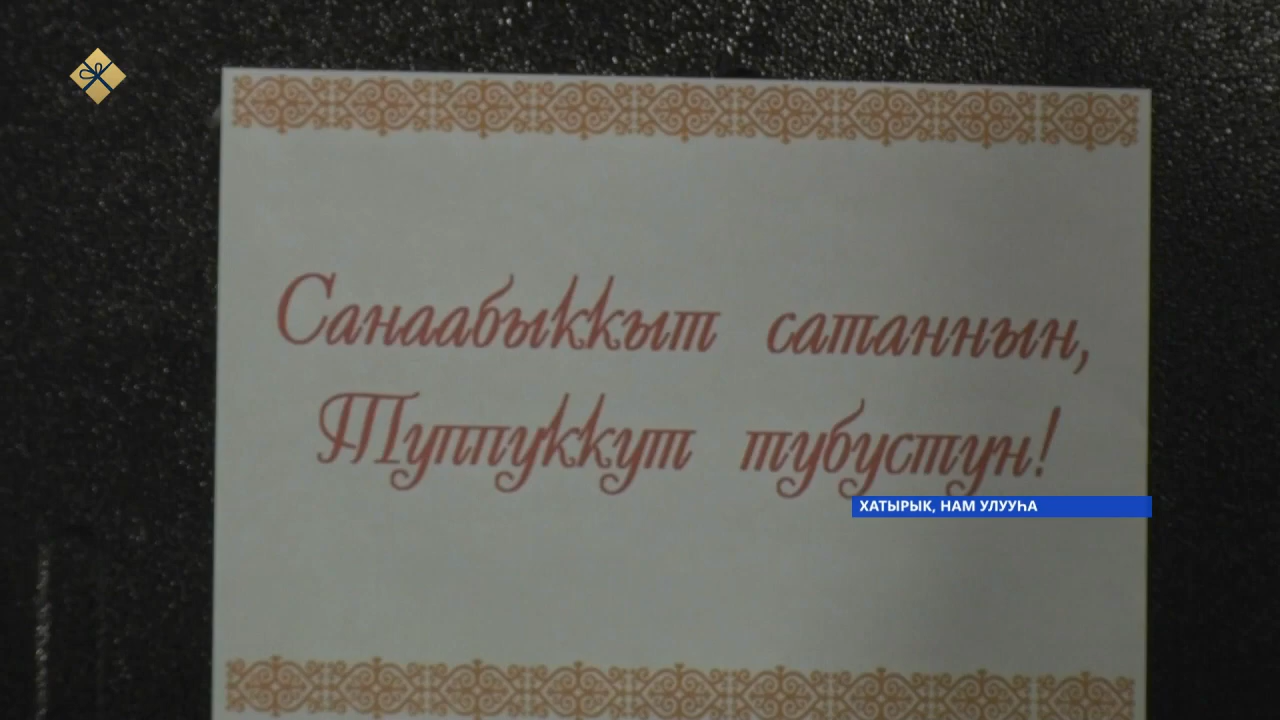 Санаабыккыт сатаннын,
Туппуккут тубустун!
ХАТЫРЫК, НАМ УЛУУҺА